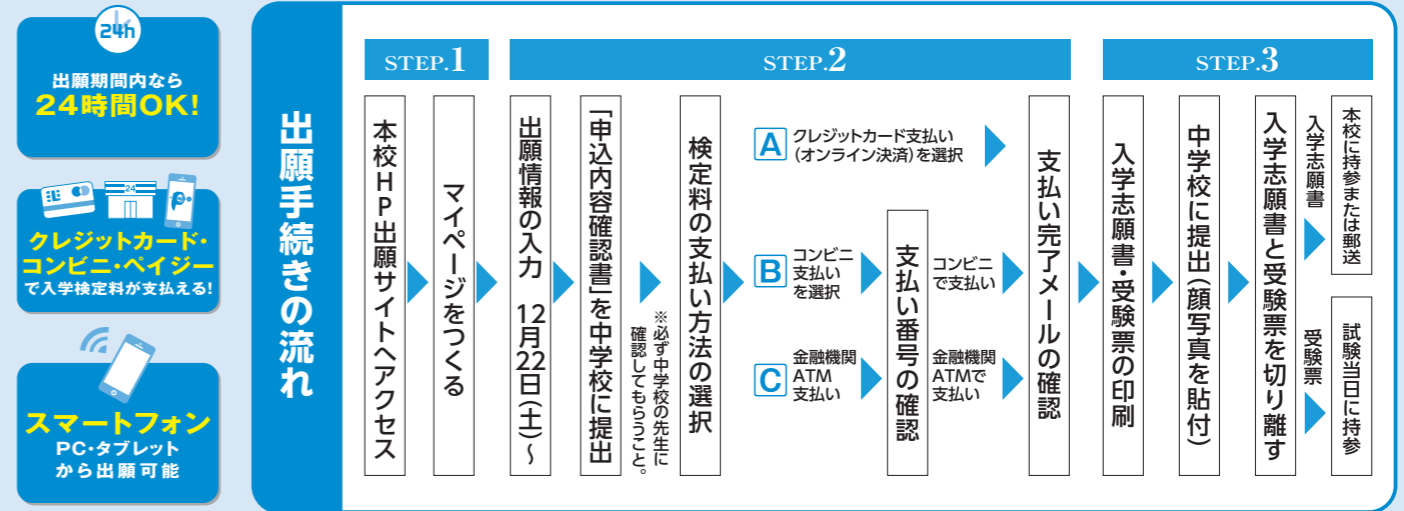 24h
出願期間内なら
24時間OK!
24
クレジットカード・
コンビニ・ペイジー
で入学検定料が支払える!
スマートフォン
PC・タブレット
から出願可能
出願手続きの流れ
STEP.1
本校HP出願サイトへアクセス
マイページをつくる
STEP.2
出願情報の入力 12月22日(土)~
「申込内容確認書」を中学校に提出
※必ず中学校の先生に
確認してもらうこと。
検定料の支払い方法の選択
A クレジットカード支払い
(オンライン決済)を選択
B コンビニ
支払い
を選択
C 金融機関
ATM
支払い
支払い番号の確認
コンビニ
で支払い
金融機関
ATMで
支払い
支払い完了メールの確認
STEP.3
入学志願書・受験票の印刷
中学校に提出(顔写真を貼付)
入学志願書と受験票を切り離す
入学志願書
本校に持参または郵送
受験票
試験当日に持参